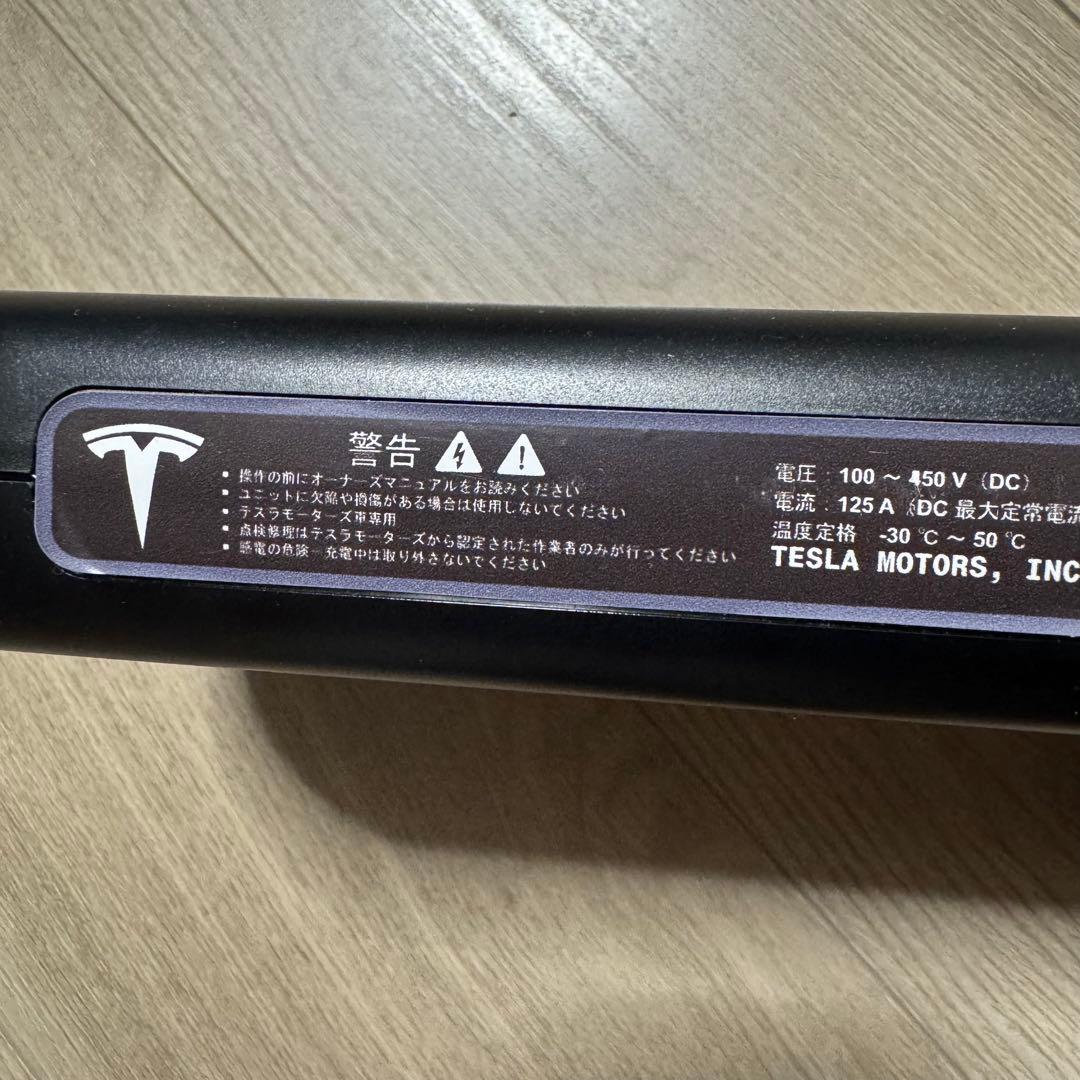 警告
▪ 操作の前にオーナーズマニュアルをお読みください
▪ ユニットに欠陥や損傷がある場合は使用しないでください
▪ テスラモーターズ車専用
▪ 点検修理はテスラモーターズから認定された作業者のみが行ってください
▪ 感電の危険－充電中は取り外さないでください
電圧：100 ～ 450 V（DC）
電流：125 A（DC 最大定常電流
温度定格 -30 ℃ ～ 50 ℃
TESLA MOTORS, INC